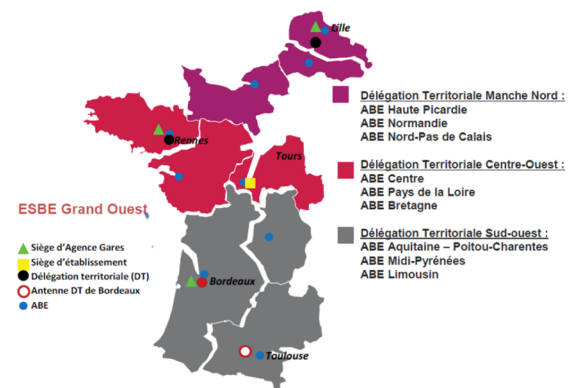 Lille
Rennes
Tours
Bordeaux
Toulouse
ESBE Grand Ouest
Siège d'Agence Gares
Siège d'établissement
Délégation territoriale (DT)
Antenne DT de Bordeaux
ABE
Délégation Territoriale Manche Nord :
ABE Haute Picardie
ABE Normandie
ABE Nord-Pas de Calais
Délégation Territoriale Centre-Ouest :
ABE Centre
ABE Pays de la Loire
ABE Bretagne
Délégation Territoriale Sud-ouest :
ABE Aquitaine – Poitou-Charentes
ABE Midi-Pyrénées
ABE Limousin